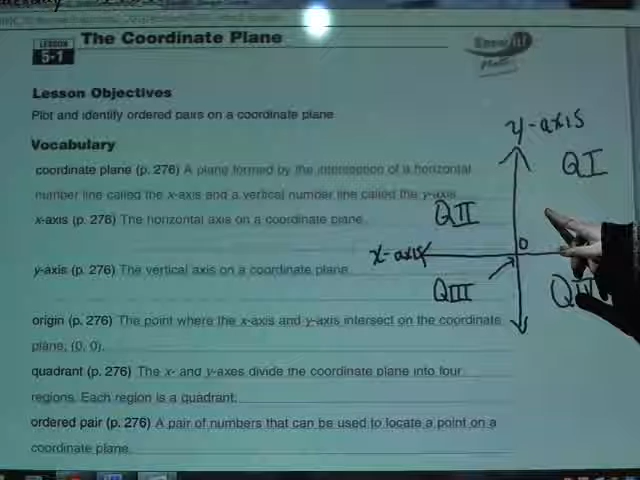 LESSON
5-1
The Coordinate Plane
Know it!
Math
Lesson Objectives
Plot and identify ordered pairs on a coordinate plane
Vocabulary
coordinate plane (p. 276) A plane formed by the intersection of a horizontal
number line called the x-axis and a vertical number line called the y-axis.
x-axis (p. 276) The horizontal axis on a coordinate plane.
y-axis (p. 276) The vertical axis on a coordinate plane.
origin (p. 276) The point where the x-axis and y-axis intersect on the coordinate
plane, (0, 0).
quadrant (p. 276) The x- and y-axes divide the coordinate plane into four
regions. Each region is a quadrant.
ordered pair (p. 276) A pair of numbers that can be used to locate a point on a
coordinate plane.
y-axis
QI
QII
x-axis
O
QIII
QIV